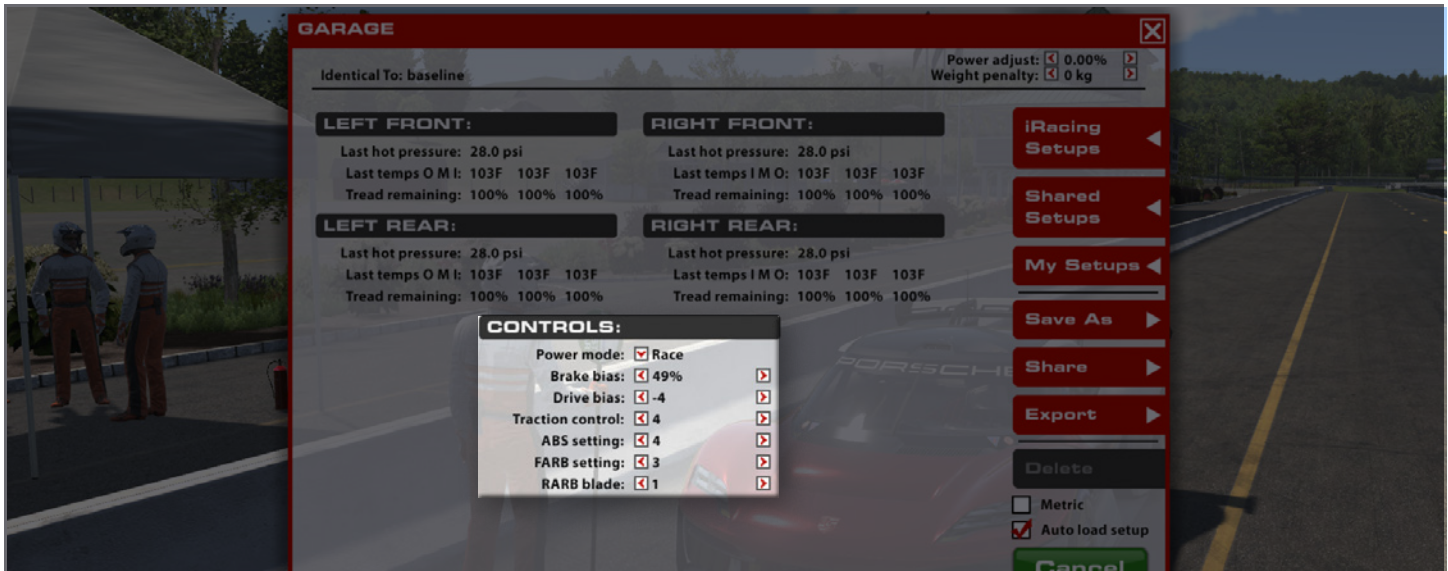 GARAGE
Identical To: baseline
Power adjust: 0.00%
Weight penalty: 0 kg
LEFT FRONT:
Last hot pressure: 28.0 psi
Last temps O M I: 103F 103F 103F
Tread remaining: 100% 100% 100%
RIGHT FRONT:
Last hot pressure: 28.0 psi
Last temps I M O: 103F 103F 103F
Tread remaining: 100% 100% 100%
LEFT REAR:
Last hot pressure: 28.0 psi
Last temps O M I: 103F 103F 103F
Tread remaining: 100% 100% 100%
RIGHT REAR:
Last hot pressure: 28.0 psi
Last temps I M O: 103F 103F 103F
Tread remaining: 100% 100% 100%
CONTROLS:
Power mode: Race
Brake bias: 49%
Drive bias: -4
Traction control: 4
ABS setting: 4
FARB setting: 3
RARB blade: 1
PORSCHE
iRacing
Setups
Shared
Setups
My Setups
Save As
Share
Export
Delete
Metric
Auto load setup
Cancel